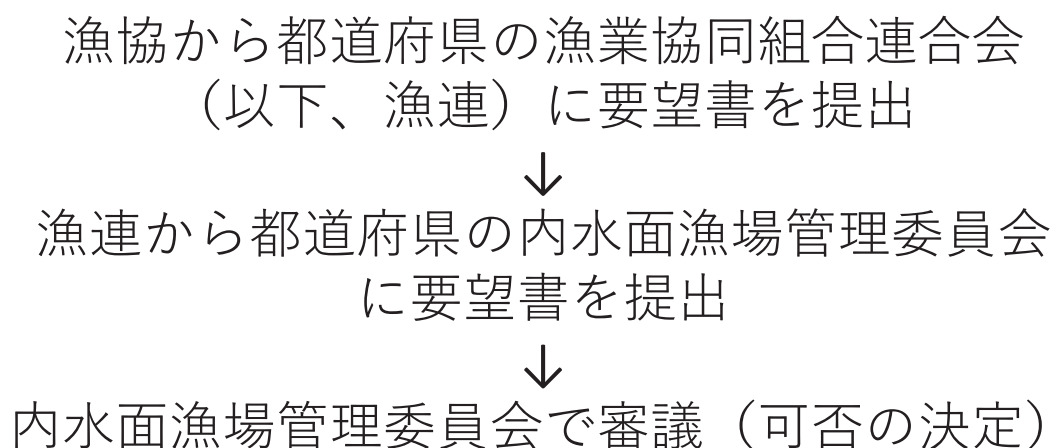 漁協から都道府県の漁業協同組合連合会
（以下、漁連）に要望書を提出
↓
漁連から都道府県の内水面漁場管理委員会
に要望書を提出
↓
内水面漁場管理委員会で審議（可否の決定）